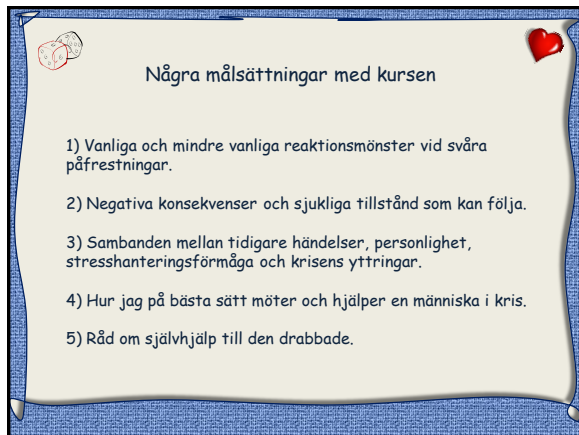 Några målsättningar med kursen
1) Vanliga och mindre vanliga reaktionsmönster vid svåra
påfrestningar.
2) Negativa konsekvenser och sjukliga tillstånd som kan följa.
3) Sambanden mellan tidigare händelser, personlighet,
stresshanteringsförmåga och krisens yttringar.
4) Hur jag på bästa sätt möter och hjälper en människa i kris.
5) Råd om självhjälp till den drabbade.